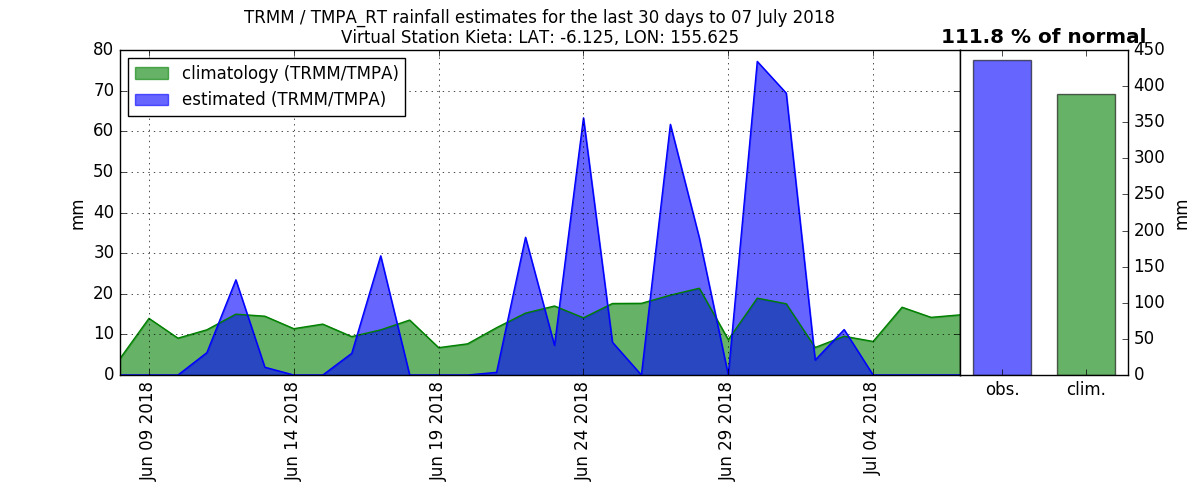 TRMM / TMPA_RT rainfall estimates for the last 30 days to 07 July 2018
Virtual Station Kieta: LAT: -6.125, LON: 155.625
111.8 % of normal
climatology (TRMM/TMPA)
estimated (TRMM/TMPA)
80
70
60
50
40
30
20
10
0
mm
Jun 09 2018
Jun 14 2018
Jun 19 2018
Jun 24 2018
Jun 29 2018
Jul 04 2018
450
400
350
300
250
200
150
100
50
0
mm
obs.
clim.